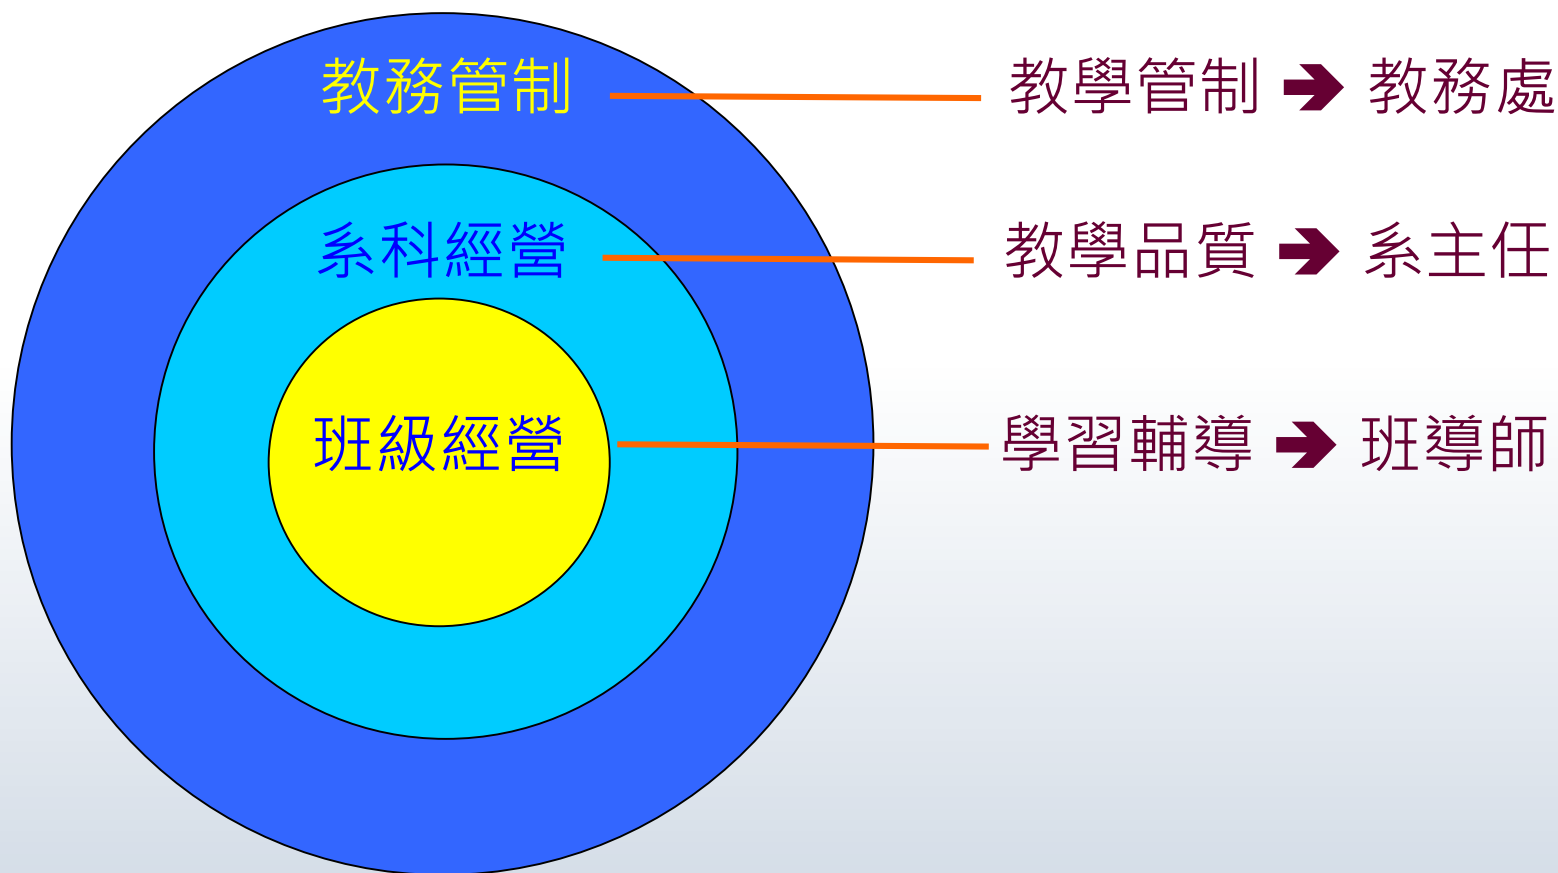 教務管制
教學管制 ➔ 教務處
系科經營
教學品質 ➔ 系主任
班級經營
學習輔導 ➔ 班導師